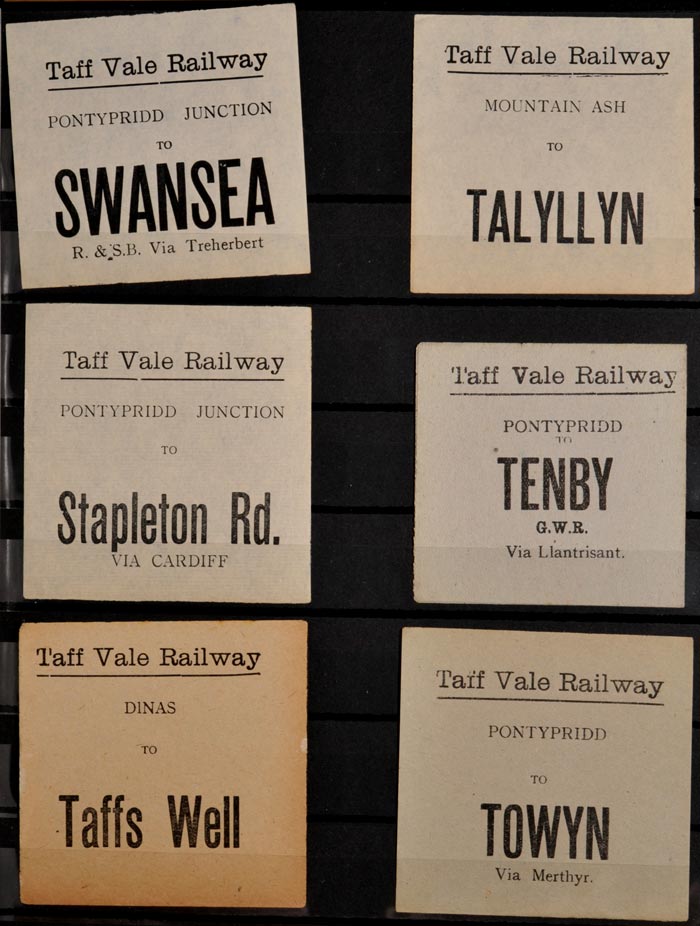 Taff Vale Railway
PONTYPRIDD JUNCTION
TO
SWANSEA
R. & S.B. Via Treherbert
Taff Vale Railway
MOUNTAIN ASH
TO
TALYLLYN
Taff Vale Railway
PONTYPRIDD JUNCTION
TO
Stapleton Rd.
VIA CARDIFF
Taff Vale Railway
PONTYPRIDD
TO
TENBY
G.W.R.
Via Llantrisant.
Taff Vale Railway
DINAS
TO
Taffs Well
Taff Vale Railway
PONTYPRIDD
TO
TOWYN
Via Merthyr.